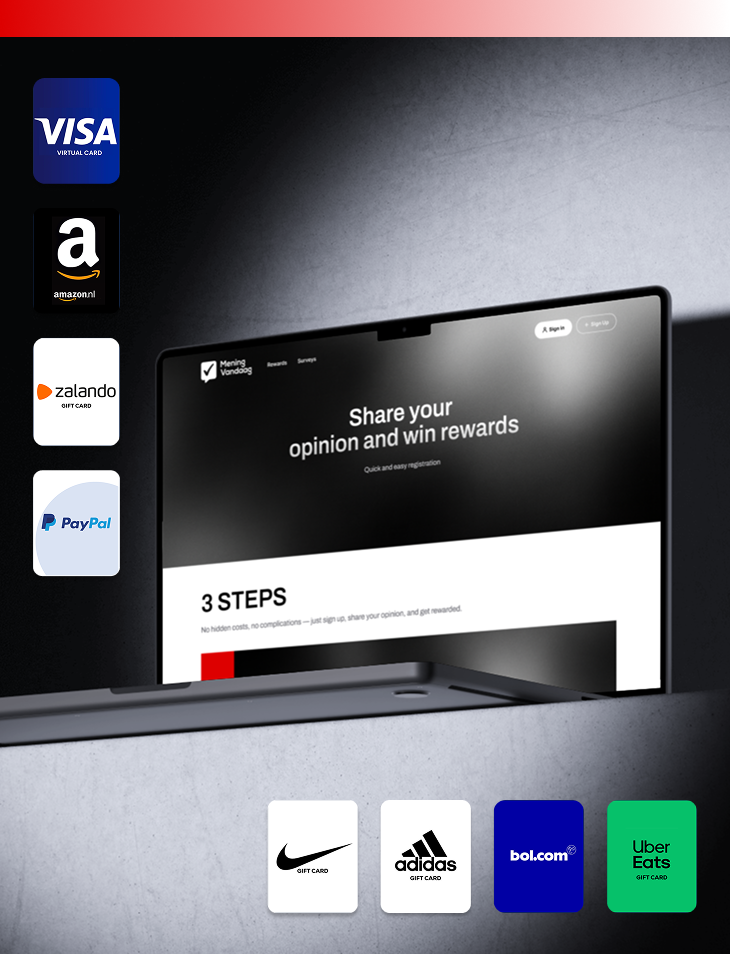 VISA
VIRTUAL CARD
a
amazon.nl
zalando
GIFT CARD
PayPal
Mening
Vandaag
Rewards
Surveys
Sign in
Sign Up
Share your
opinion and win rewards
Quick and easy registration
3 STEPS
No hidden costs, no complications — just sign up, share your opinion, and get rewarded.
GIFT CARD
adidas
GIFT CARD
bol.com
Uber
Eats
GIFT CARD